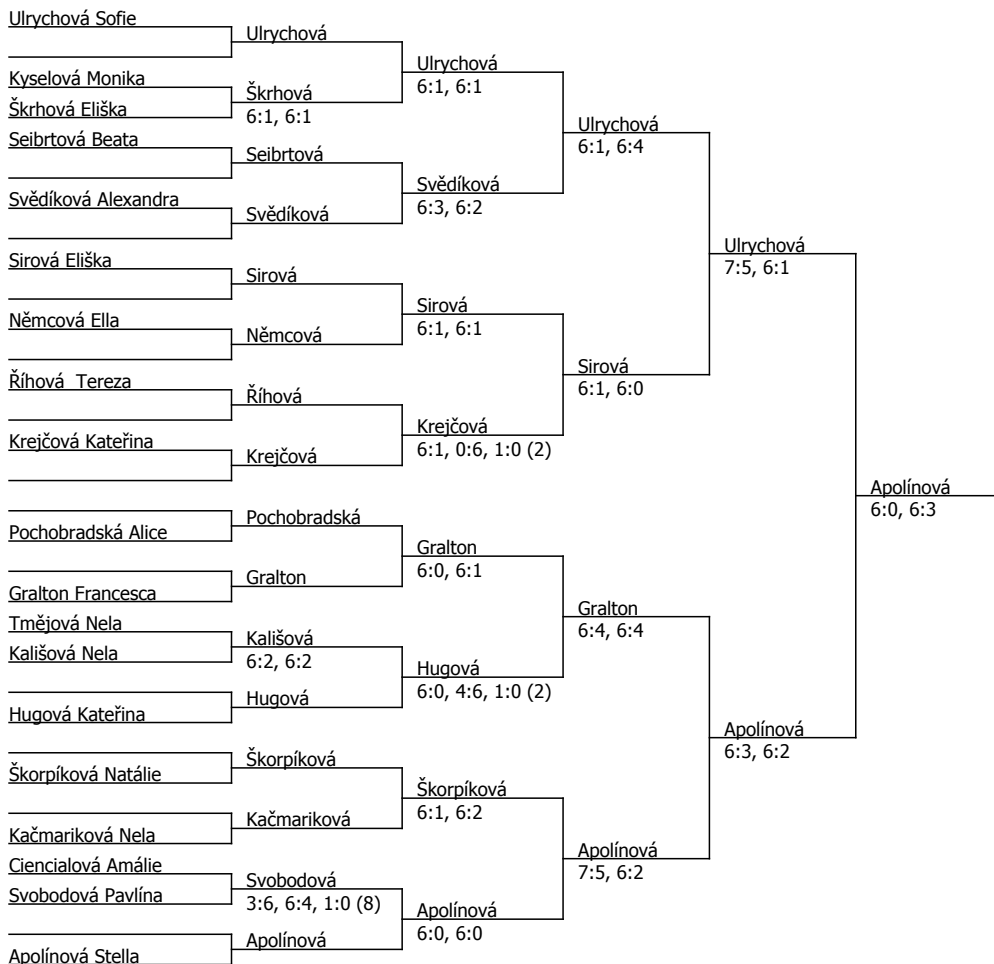 Ulrychová Sofie
Kyselová Monika
Škrhová Eliška
Seibrtová Beata
Svědíková Alexandra
Sirová Eliška
Němcová Ella
Říhová  Tereza
Krejčová Kateřina
Pochobradská Alice
Gralton Francesca
Tmějová Nela
Kališová Nela
Hugová Kateřina
Škorpíková Natálie
Kačmariková Nela
Ciencialová Amálie
Svobodová Pavlína
Apolínová Stella
Ulrychová
Škrhová
6:1, 6:1
Seibrtová
Svědíková
Sirová
Němcová
Říhová
Krejčová
Pochobradská
Gralton
Kališová
6:2, 6:2
Hugová
Škorpíková
Kačmariková
Svobodová
3:6, 6:4, 1:0 (8)
Apolínová
Ulrychová
6:1, 6:1
Svědíková
6:3, 6:2
Sirová
6:1, 6:1
Krejčová
6:1, 0:6, 1:0 (2)
Gralton
6:0, 6:1
Hugová
6:0, 4:6, 1:0 (2)
Škorpíková
6:1, 6:2
Apolínová
6:0, 6:0
Ulrychová
6:1, 6:4
Sirová
6:1, 6:0
Gralton
6:4, 6:4
Apolínová
7:5, 6:2
Ulrychová
7:5, 6:1
Apolínová
6:3, 6:2
Apolínová
6:0, 6:3